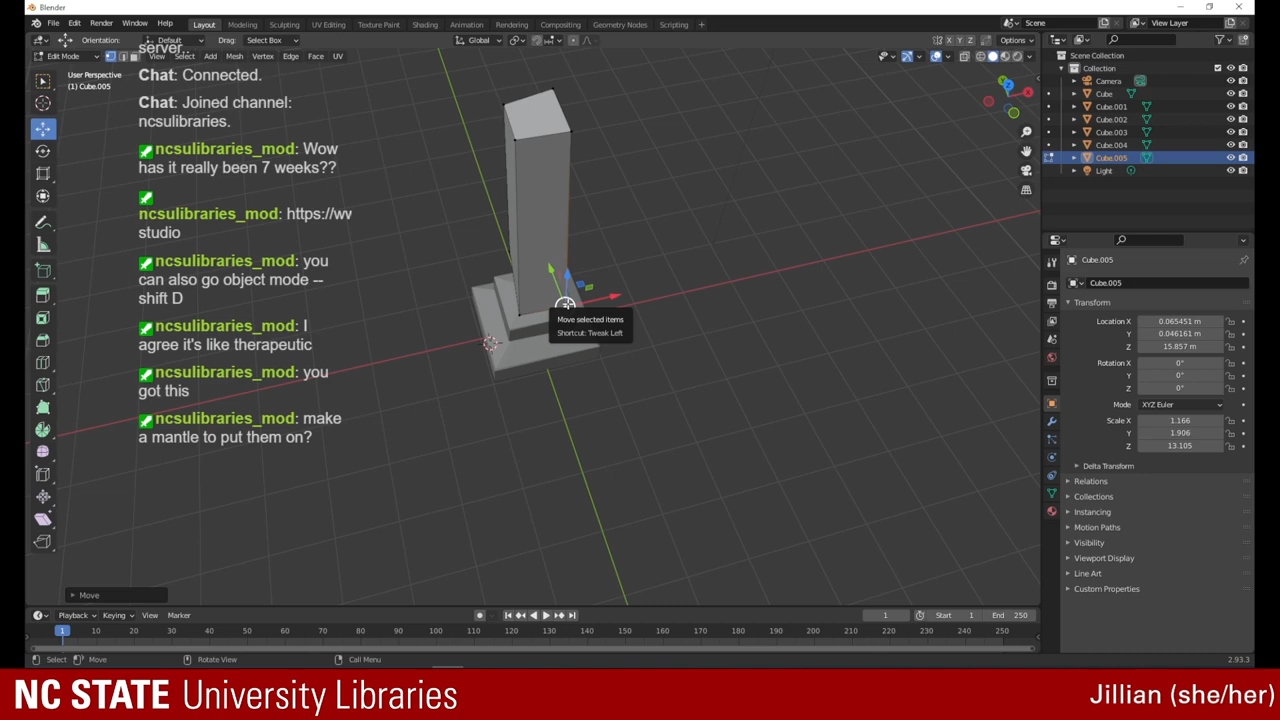 Blender
File Edit Render Window Help
Layout Modeling Sculpting UV Editing Texture Paint Shading Animation Rendering Compositing Geometry Nodes Scripting +
Scene
View Layer
Orientation: Default Drag: Select Box
Global
X Y Z Options
server..
Edit Mode View Select Add Mesh Vertex Edge Face UV
User Perspective
(1) Cube.005
Chat: Connected.
Chat: Joined channel:
ncsulibraries.
ncsulibraries_mod: Wow
has it really been 7 weeks??
ncsulibraries_mod: https://wv
studio
ncsulibraries_mod: you
can also go object mode --
shift D
ncsulibraries_mod: I
agree it's like therapeutic
ncsulibraries_mod: you
got this
ncsulibraries_mod: make
a mantle to put them on?
Move selected items
Shortcut: Tweak Left
Move
Scene Collection
Collection
Camera
Cube
Cube.001
Cube.002
Cube.003
Cube.004
Cube.005
Light
Cube.005
Cube.005
Transform
Location X 0.065451 m
Y 0.046161 m
Z 15.857 m
Rotation X 0°
Y 0°
Z 0°
Mode XYZ Euler
Scale X 1.166
Y 1.906
Z 13.105
Delta Transform
Relations
Collections
Instancing
Motion Paths
Visibility
Viewport Display
Line Art
Custom Properties
Playback Keying View Marker
1 Start 1 End 250
1 10 20 30 40 50 60 70 80 90 100 110 120 130 140 150 160 170 180 190 200 210 220 230 240 250
Select Move Rotate View Call Menu 2.93.3
NC STATE University Libraries
Jillian (she/her)